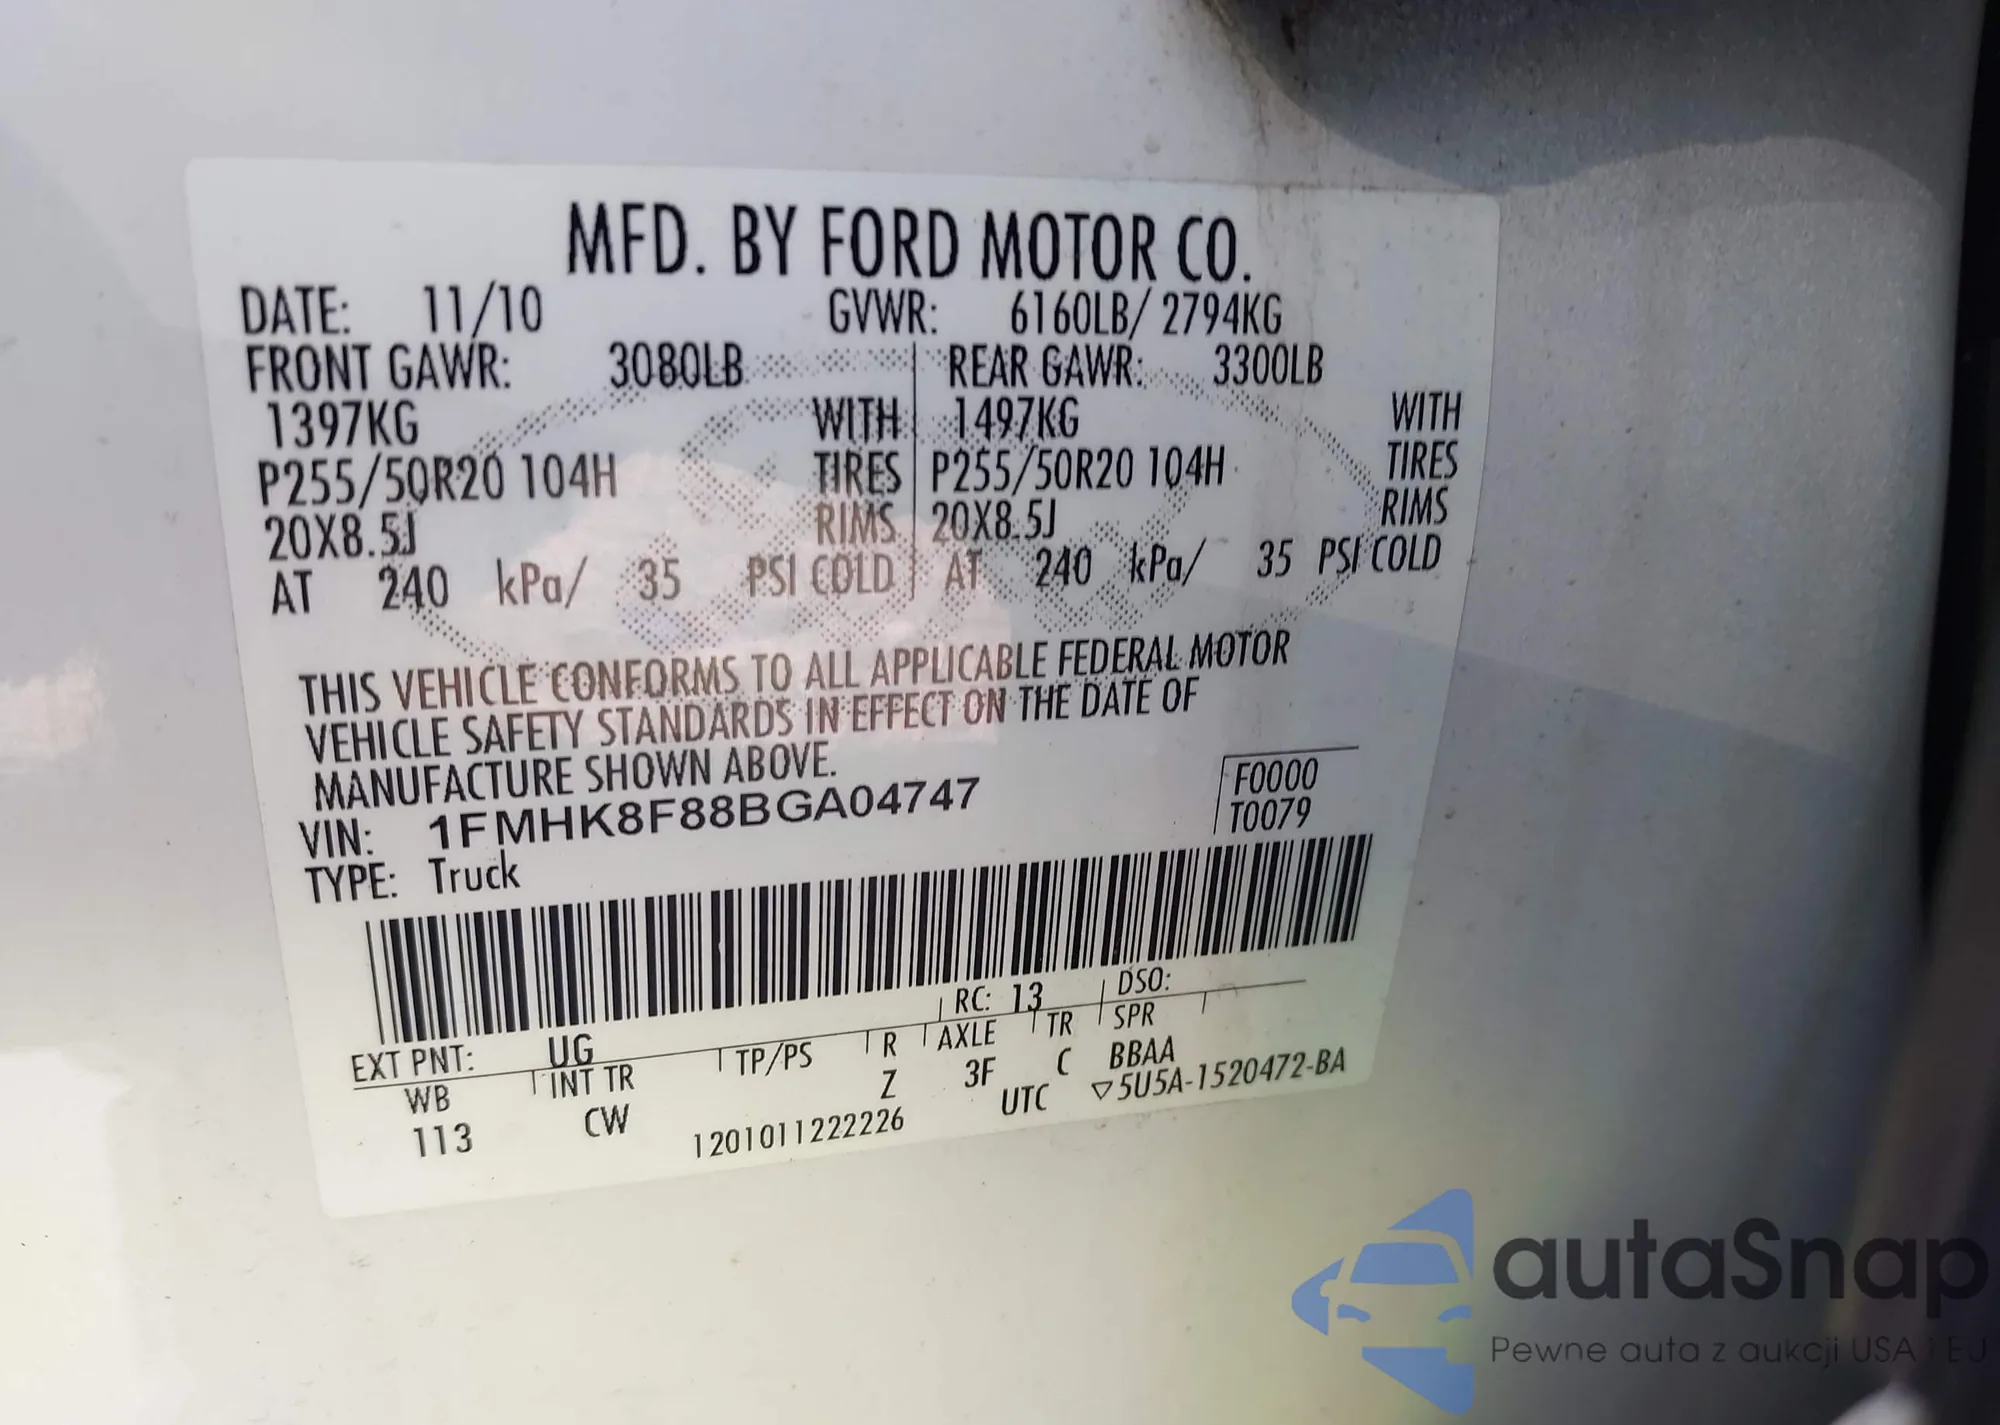 MFD. BY FORD MOTOR CO.
DATE: 11/10 GVWR: 6160LB/ 2794KG
FRONT GAWR: 3080LB REAR GAWR: 3300LB
1397KG WITH 1497KG WITH
P255/50R20 104H TIRES P255/50R20 104H TIRES
20X8.5J RIMS 20X8.5J RIMS
AT 240 kPa/ 35 PSI COLD AT 240 kPa/ 35 PSI COLD
THIS VEHICLE CONFORMS TO ALL APPLICABLE FEDERAL MOTOR
VEHICLE SAFETY STANDARDS IN EFFECT ON THE DATE OF
MANUFACTURE SHOWN ABOVE.
VIN: 1FMHK8F88BGA04747 F0000
TYPE: Truck T0079
EXT PNT: UG RC: 13 DSO:
WB INT TR TP/PS R AXLE TR SPR
113 CW Z 3F C BBAA
1201011222226 UTC ▽5U5A-1520472-BA
autaSnap
Pewne auta z aukcji USA i EU